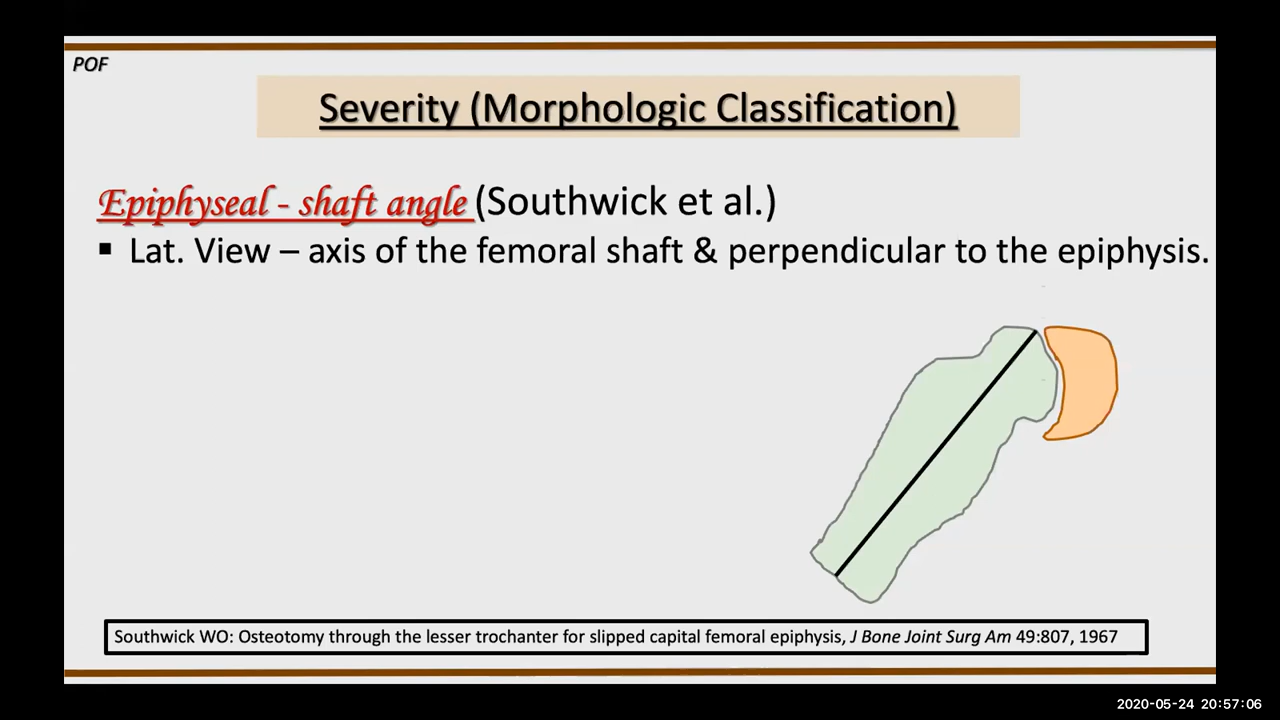 POF
Severity (Morphologic Classification)
Epiphyseal - shaft angle (Southwick et al.)
▪ Lat. View – axis of the femoral shaft & perpendicular to the epiphysis.
Southwick WO: Osteotomy through the lesser trochanter for slipped capital femoral epiphysis, J Bone Joint Surg Am 49:807, 1967
2020-05-24 20:57:06